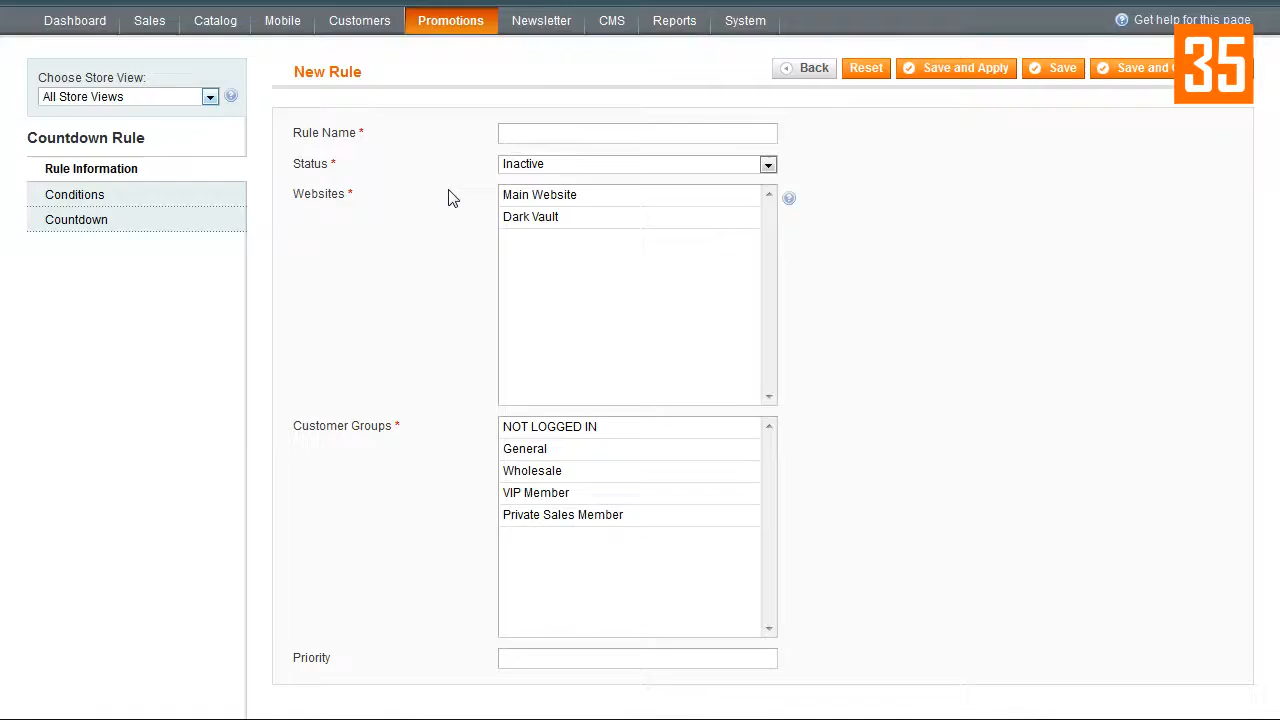 Dashboard Sales Catalog Mobile Customers Promotions Newsletter CMS Reports System Get help for this page
35
Choose Store View:
All Store Views
New Rule
Back Reset Save and Apply Save Save and
Countdown Rule
Rule Information
Conditions
Countdown
Rule Name *
Status * Inactive
Websites * Main Website
Dark Vault
Customer Groups * NOT LOGGED IN
General
Wholesale
VIP Member
Private Sales Member
Priority